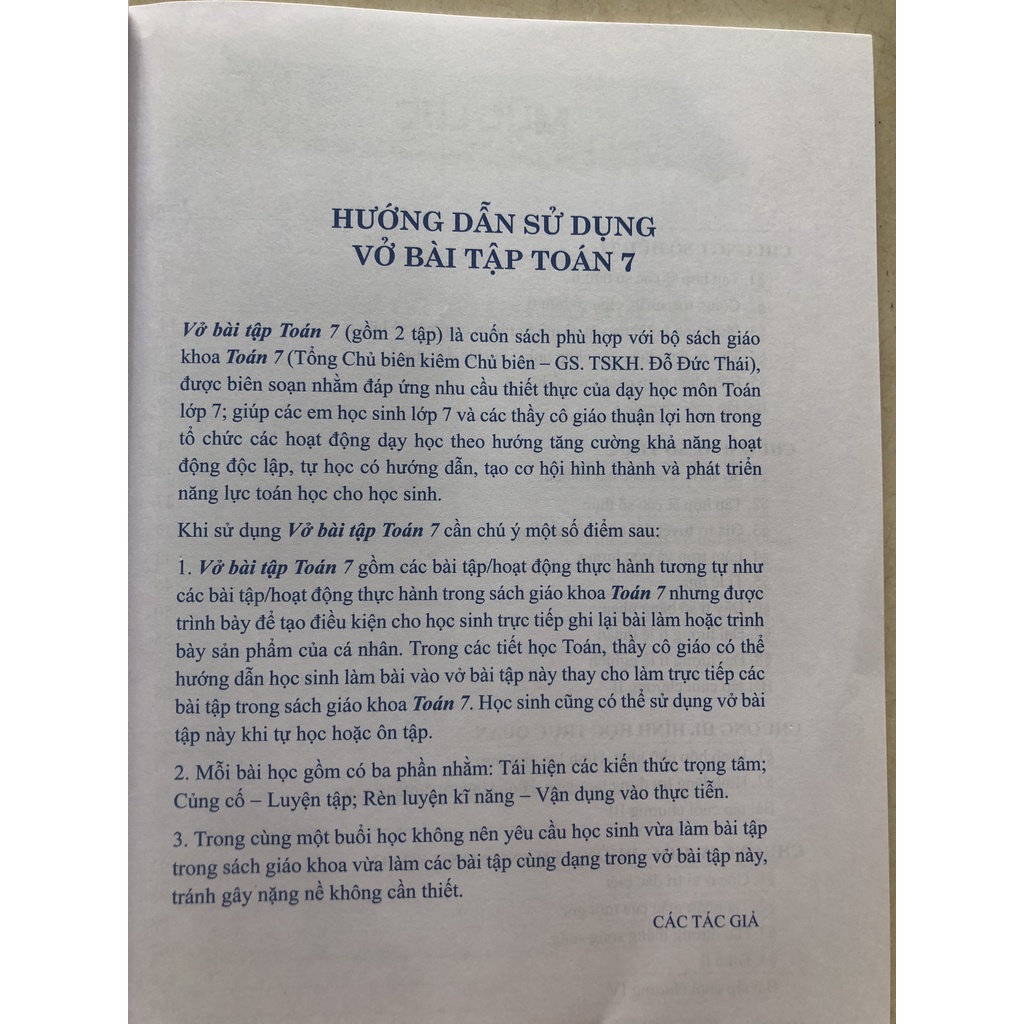 HƯỚNG DẪN SỬ DỤNG
VỞ BÀI TẬP TOÁN 7
Vở bài tập Toán 7 (gồm 2 tập) là cuốn sách phù hợp với bộ sách giáo
khoa Toán 7 (Tổng Chủ biên kiêm Chủ biên – GS. TSKH. Đỗ Đức Thái),
được biên soạn nhằm đáp ứng nhu cầu thiết thực của dạy học môn Toán
lớp 7; giúp các em học sinh lớp 7 và các thầy cô giáo thuận lợi hơn trong
tổ chức các hoạt động dạy học theo hướng tăng cường khả năng hoạt
động độc lập, tự học có hướng dẫn, tạo cơ hội hình thành và phát triển
năng lực toán học cho học sinh.
Khi sử dụng Vở bài tập Toán 7 cần chú ý một số điểm sau:
1. Vở bài tập Toán 7 gồm các bài tập/hoạt động thực hành tương tự như
các bài tập/hoạt động thực hành trong sách giáo khoa Toán 7 nhưng được
trình bày để tạo điều kiện cho học sinh trực tiếp ghi lại bài làm hoặc trình
bày sản phẩm của cá nhân. Trong các tiết học Toán, thầy cô giáo có thể
hướng dẫn học sinh làm bài vào vở bài tập này thay cho làm trực tiếp các
bài tập trong sách giáo khoa Toán 7. Học sinh cũng có thể sử dụng vở bài
tập này khi tự học hoặc ôn tập.
2. Mỗi bài học gồm có ba phần nhằm: Tái hiện các kiến thức trọng tâm;
Củng cố – Luyện tập; Rèn luyện kĩ năng – Vận dụng vào thực tiễn.
3. Trong cùng một buổi học không nên yêu cầu học sinh vừa làm bài tập
trong sách giáo khoa vừa làm các bài tập cùng dạng trong vở bài tập này,
tránh gây nặng nề không cần thiết.
CÁC TÁC GIẢ